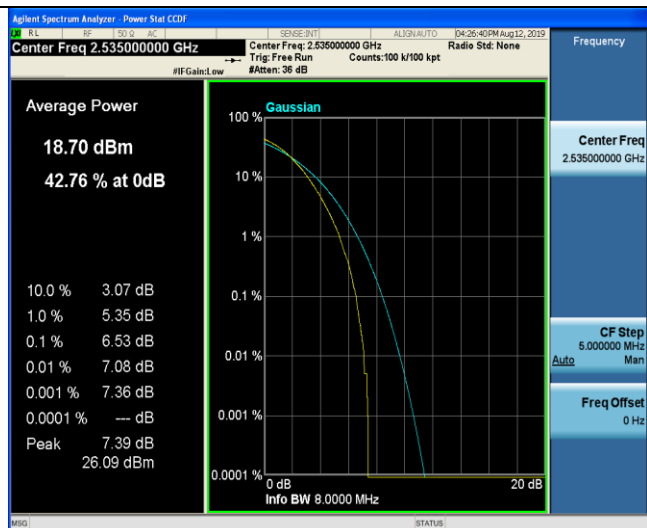 Agilent Spectrum Analyzer - Power Stat CCDF
RL RF 50 Ω AC SENSE:INT ALIGNAUTO 04:26:40PM Aug12, 2019
Center Freq 2.535000000 GHz
Center Freq: 2.535000000 GHz Radio Std: None
Trig: Free Run Counts:100 k/100 kpt
#IFGain:Low #Atten: 36 dB
Frequency
Average Power
18.70 dBm
42.76 % at 0dB
10.0 % 3.07 dB
1.0 % 5.35 dB
0.1 % 6.53 dB
0.01 % 7.08 dB
0.001 % 7.36 dB
0.0001 % --- dB
Peak 7.39 dB
26.09 dBm
Gaussian
100 %
10 %
1 %
0.1 %
0.01 %
0.001 %
0.0001 %
0 dB 20 dB
Info BW 8.0000 MHz
Center Freq
2.535000000 GHz
CF Step
5.000000 MHz
Auto Man
Freq Offset
0 Hz
MSG STATUS